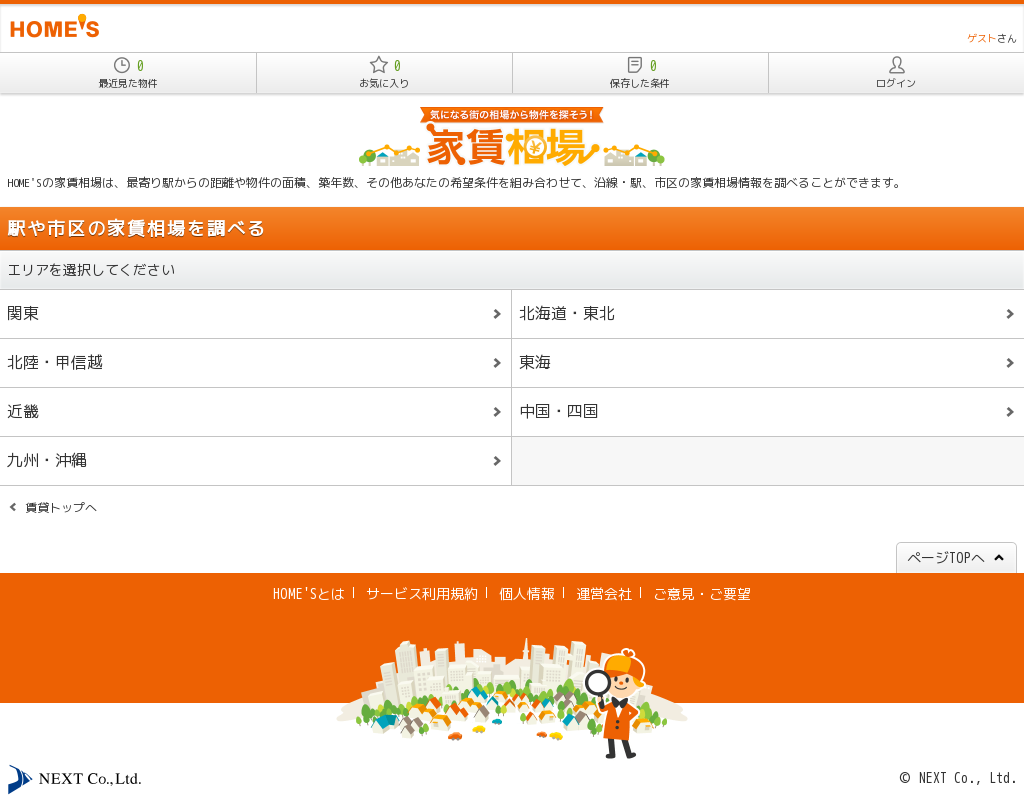 HOME'S
ゲストさん
0
最近見た物件
0
お気に入り
0
保存した条件
ログイン
気になる街の相場から物件を探そう!
家賃相場
HOME'Sの家賃相場は、最寄り駅からの距離や物件の面積、築年数、その他あなたの希望条件を組み合わせて、沿線・駅、市区の家賃相場情報を調べることができます。
駅や市区の家賃相場を調べる
エリアを選択してください
関東
北海道・東北
北陸・甲信越
東海
近畿
中国・四国
九州・沖縄
賃貸トップへ
ページTOPへ
HOME'Sとは | サービス利用規約 | 個人情報 | 運営会社 | ご意見・ご要望
NEXT Co., Ltd.
© NEXT Co., Ltd.